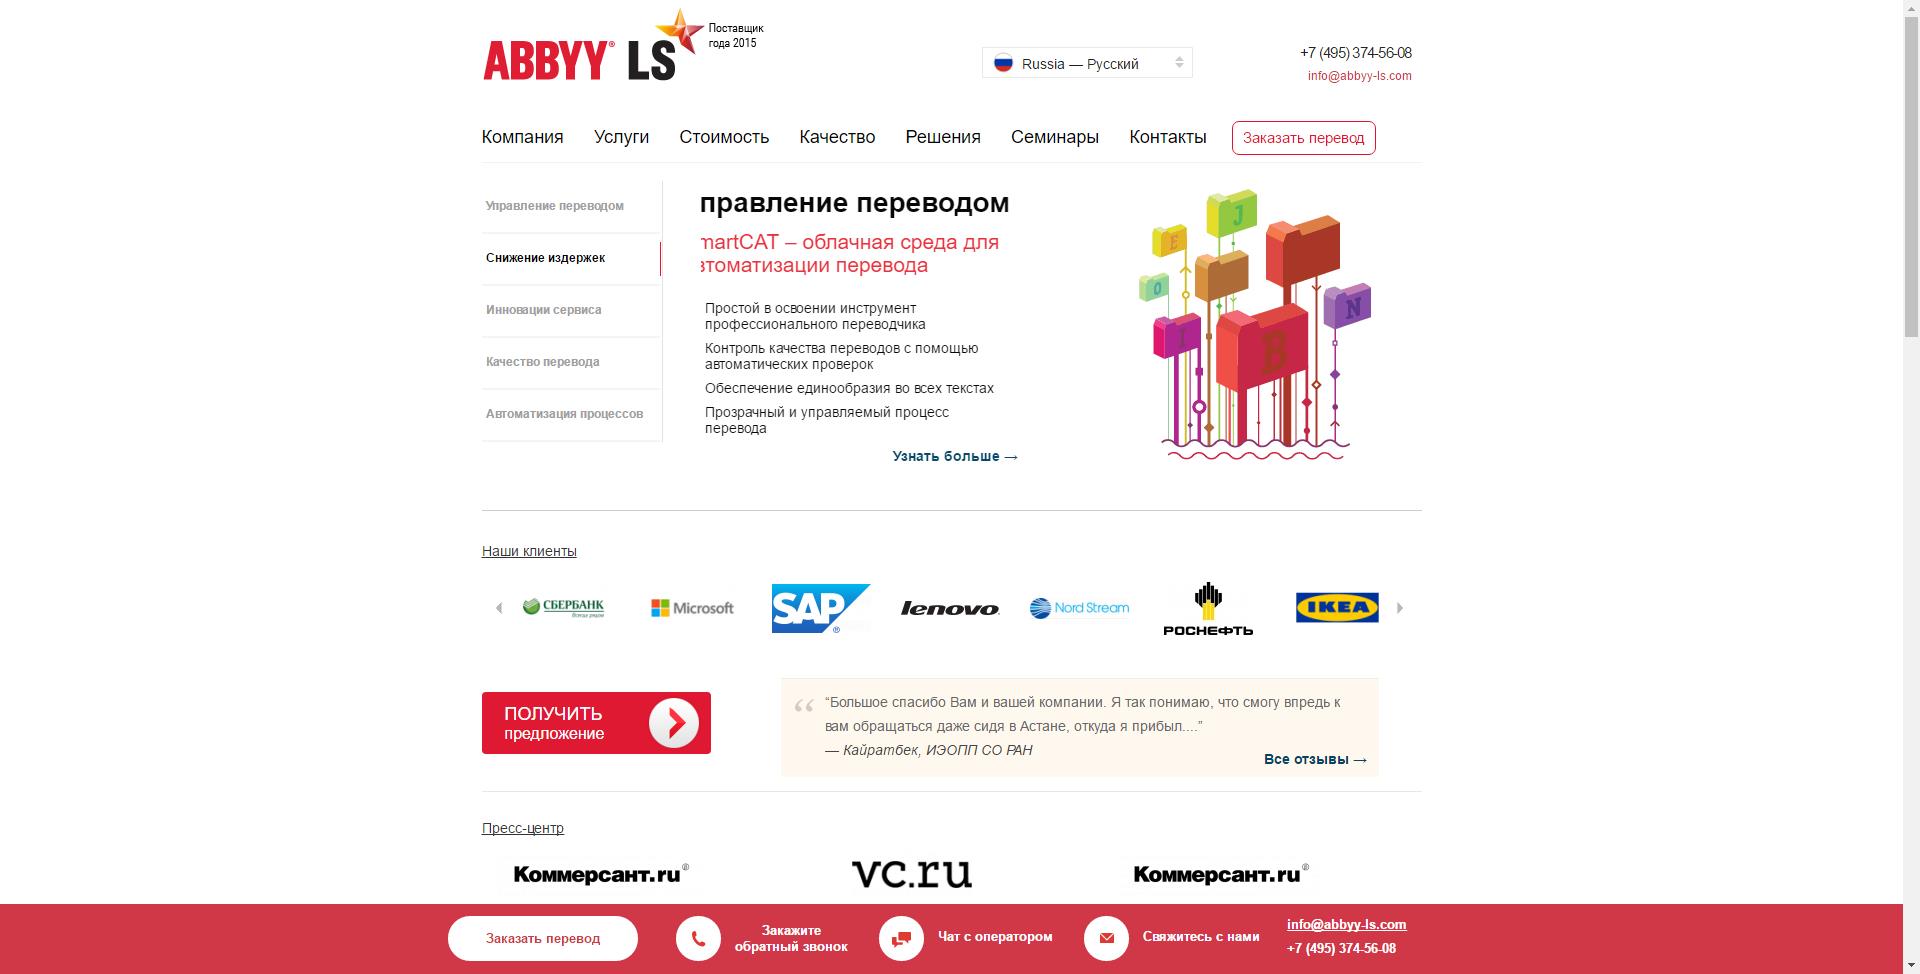 ABBYY® LS
Поставщик
года 2015
Russia — Русский
+7 (495) 374-56-08
info@abbyy-ls.com
Компания Услуги Стоимость Качество Решения Семинары Контакты Заказать перевод
Управление переводом
Снижение издержек
Инновации сервиса
Качество перевода
Автоматизация процессов
правление переводом
martCAT – облачная среда для
втоматизации перевода
Простой в освоении инструмент
профессионального переводчика
Контроль качества переводов с помощью
автоматических проверок
Обеспечение единообразия во всех текстах
Прозрачный и управляемый процесс
перевода
Узнать больше →
J
E
O
I
B
N
Наши клиенты
СБЕРБАНК
Всегда рядом
Microsoft
SAP®
lenovo
Nord Stream
РОСНЕФТЬ
IKEA
ПОЛУЧИТЬ
предложение
“Большое спасибо Вам и вашей компании. Я так понимаю, что смогу впредь к
вам обращаться даже сидя в Астане, откуда я прибыл....”
— Кайратбек, ИЭОПП СО РАН
Все отзывы →
Пресс-центр
Коммерсант.ru® vc.ru Коммерсант.ru®
Заказать перевод
Закажите
обратный звонок
Чат с оператором
Свяжитесь с нами
info@abbyy-ls.com
+7 (495) 374-56-08